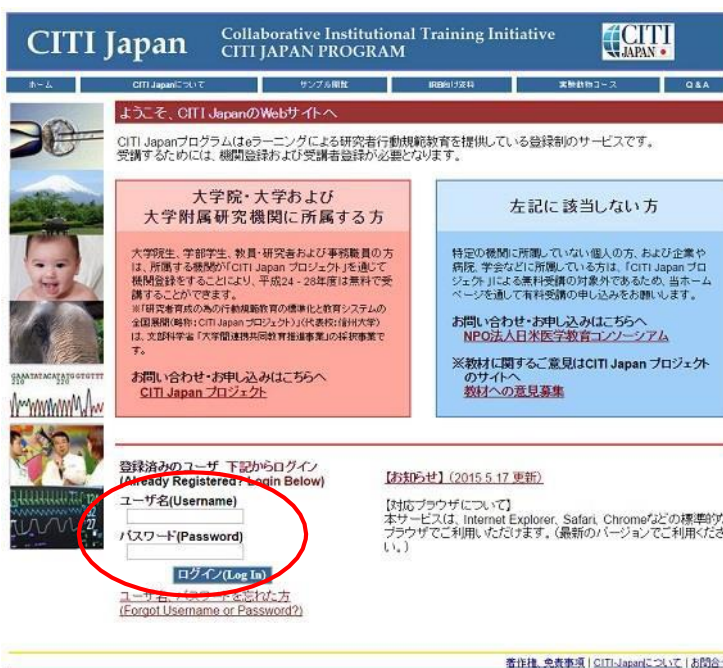 CITI Japan
Collaborative Institutional Training Initiative
CITI JAPAN PROGRAM
CITI
JAPAN
ホーム
CITI Japanについて
サンプル閲覧
IRB向け資料
実験動物コース
Q & A
ようこそ、CITI JapanのWebサイトへ
CITI Japanプログラムはeラーニングによる研究者行動規範教育を提供している登録制のサービスです。
受講するためには、機関登録および受講者登録が必要となります。
大学院・大学および
大学附属研究機関に所属する方
大学院生、学部学生、教員・研究者および事務職員の方
は、所属する機関が「CITI Japan プロジェクト」を通じて
機関登録をすることにより、平成24－28年度は無料で受
講することができます。
※「研究者育成の為の行動規範教育の標準化と教育システムの
全国展開(略称：CITI Japan プロジェクト)」(代表校：信州大学)
は、文部科学省「大学間連携共同教育推進事業」の採択事業で
す。
お問い合わせ・お申し込みはこちらへ
CITI Japan プロジェクト
左記に該当しない方
特定の機関に所属していない個人の方、および企業や
病院、学会などに所属している方は、「CITI Japan プロ
ジェクト」による無料受講の対象外であるため、当ホーム
ページを通して有料受講の申し込みをお願いします。
お問い合わせ・お申し込みはこちらへ
NPO法人日米医学教育コンソーシアム
※教材に関するご意見はCITI Japan プロジェクト
のサイトへ
教材への意見募集
登録済みのユーザ 下記からログイン
(Already Registered? Login Below)
ユーザ名(Username)
パスワード(Password)
ログイン(Log In)
ユーザ名、パスワードを忘れた方
(Forgot Username or Password?)
【お知らせ】(2015.5.17 更新)
【対応ブラウザについて】
本サービスは、Internet Explorer、Safari、Chromeなどの標準的な
ブラウザでご利用いただけます。(最新のバージョンでご利用くださ
い。)
著作権、免責事項 | CITI-Japanについて | お問合